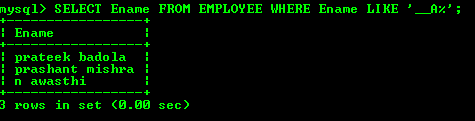 mysql> SELECT Ename FROM EMPLOYEE WHERE Ename LIKE '__A%';
+-----------------+
| Ename           |
+-----------------+
| prateek badola  |
| prashant mishra |
| n awasthi       |
+-----------------+
3 rows in set (0.00 sec)